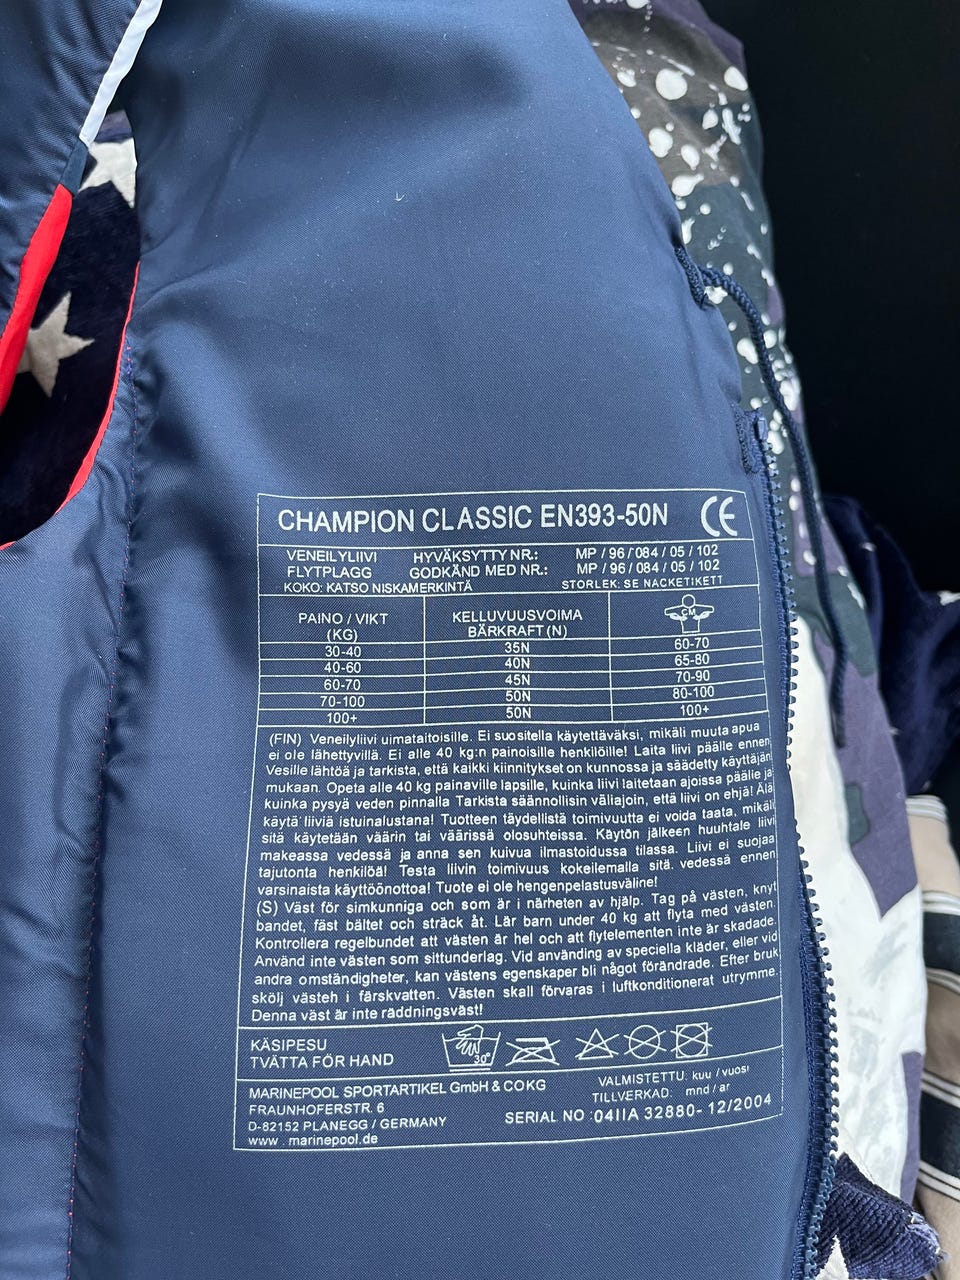 CHAMPION CLASSIC EN393-50N CE
VENEILYLIIVI HYVÄKSYTTY NR.: MP / 96 / 084 / 05 / 102
FLYTPLAGG GODKÄND MED NR.: MP / 96 / 084 / 05 / 102
KOKO: KATSO NISKAMERKINTÄ STORLEK: SE NACKETIKETT
PAINO / VIKT KELLUVUUSVOIMA CM
(KG) BÄRKRAFT (N)
30-40 35N 60-70
40-60 40N 65-80
60-70 45N 70-90
70-100 50N 80-100
100+ 50N 100+
(FIN) Veneilyliivi uimataitoisille. Ei suositella käytettäväksi, mikäli muuta apua
ei ole lähettyvillä. Ei alle 40 kg:n painoisille henkilöille! Laita liivi päälle ennen
Vesille lähtöä ja tarkista, että kaikki kiinnitykset on kunnossa ja säädetty käyttäjän
mukaan. Opeta alle 40 kg painaville lapsille, kuinka liivi laitetaan ajoissa päälle ja
kuinka pysyä veden pinnalla Tarkista säännollisin väliajoin, että liivi on ehjä! Älä
käytä liiviä istuinalustana! Tuotteen täydellistä toimivuutta ei voida taata, mikäli
sitä käytetään väärin tai väärissä olosuhteissa. Käytön jälkeen huuhtele liivi
makeassa vedessä ja anna sen kuivua ilmastoidussa tilassa. Liivi ei suojaa
tajutonta henkilöä! Testa liivin toimivuus kokeilemalla sitä vedessä ennen
varsinaista käyttöönottoa! Tuote ei ole hengenpelastusväline!
(S) Väst för simkunniga och som är i närheten av hjälp. Tag på västen, knyt
bandet, fäst bältet och sträck åt. Lär barn under 40 kg att flyta med västen.
Kontrollera regelbundet att västen är hel och att flytelementen inte är skadade.
Använd inte västen som sittunderlag. Vid använding av speciella kläder, eller vid
andra omständigheter, kan västens egenskaper bli något förändrade. Efter bruk
skölj västeh i färskvatten. Västen skall förvaras i luftkonditionerat utrymme.
Denna väst är inte räddningsväst!
KÄSIPESU
TVÄTTA FÖR HAND 30°
MARINEPOOL SPORTARTIKEL GmbH & CO KG
FRAUNHOFERSTR. 6
D-82152 PLANEGG / GERMANY
www . marinepool.de
VALMISTETTU: kuu / vuosi
TILLVERKAD: mnd / ar
SERIAL NO : 04IIA 32880- 12/2004